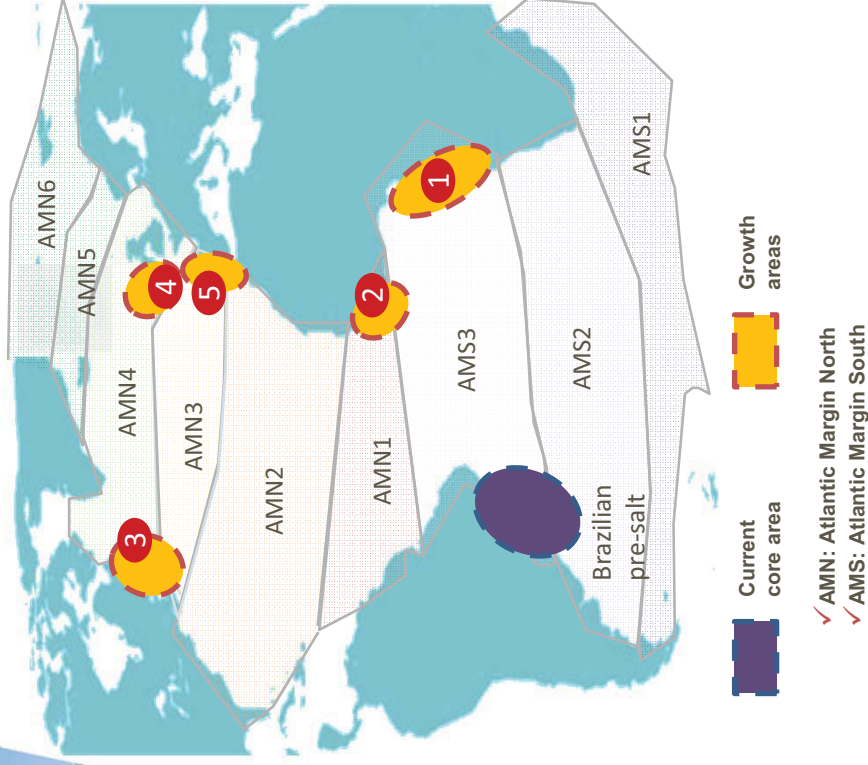 AMN6
AMN5
AMN4
AMN3
AMN2
AMN1
AMS3
AMS2
AMS1
4
5
3
2
1
Brazilian
pre-salt
Current
core area
Growth
areas
✓ AMN: Atlantic Margin North
✓ AMS: Atlantic Margin South